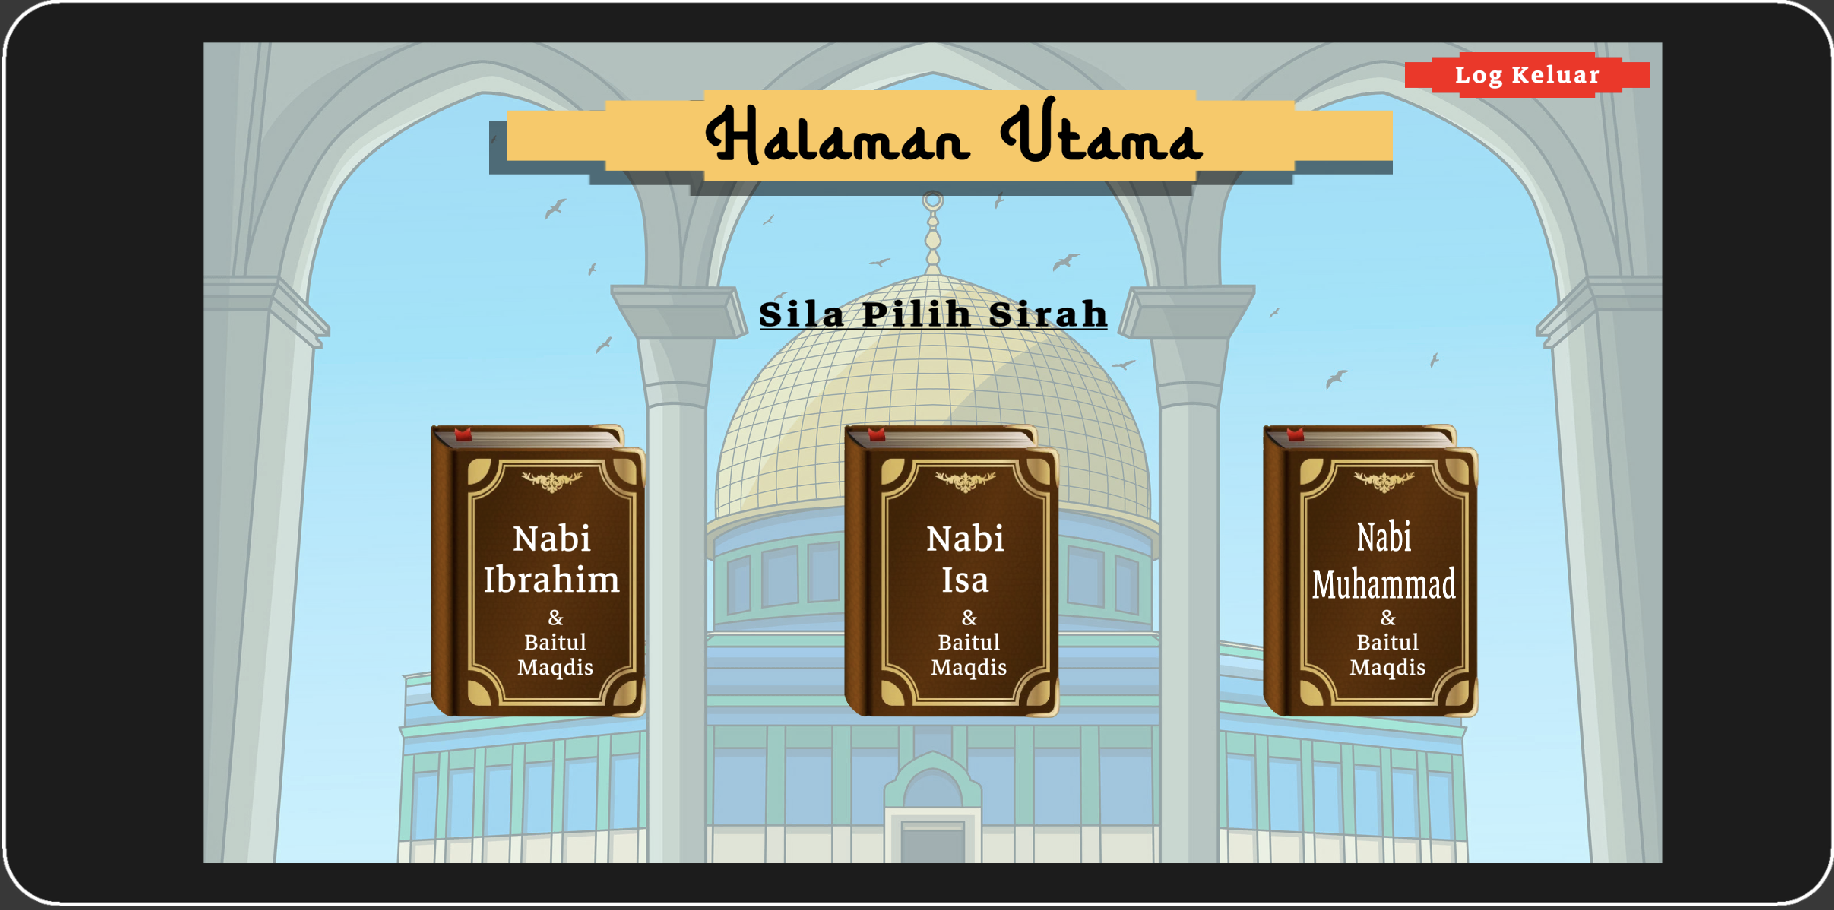 Log Keluar
Halaman Utama
Sila Pilih Sirah
Nabi
Ibrahim
&
Baitul
Maqdis
Nabi
Isa
&
Baitul
Maqdis
Nabi
Muhammad
&
Baitul
Maqdis